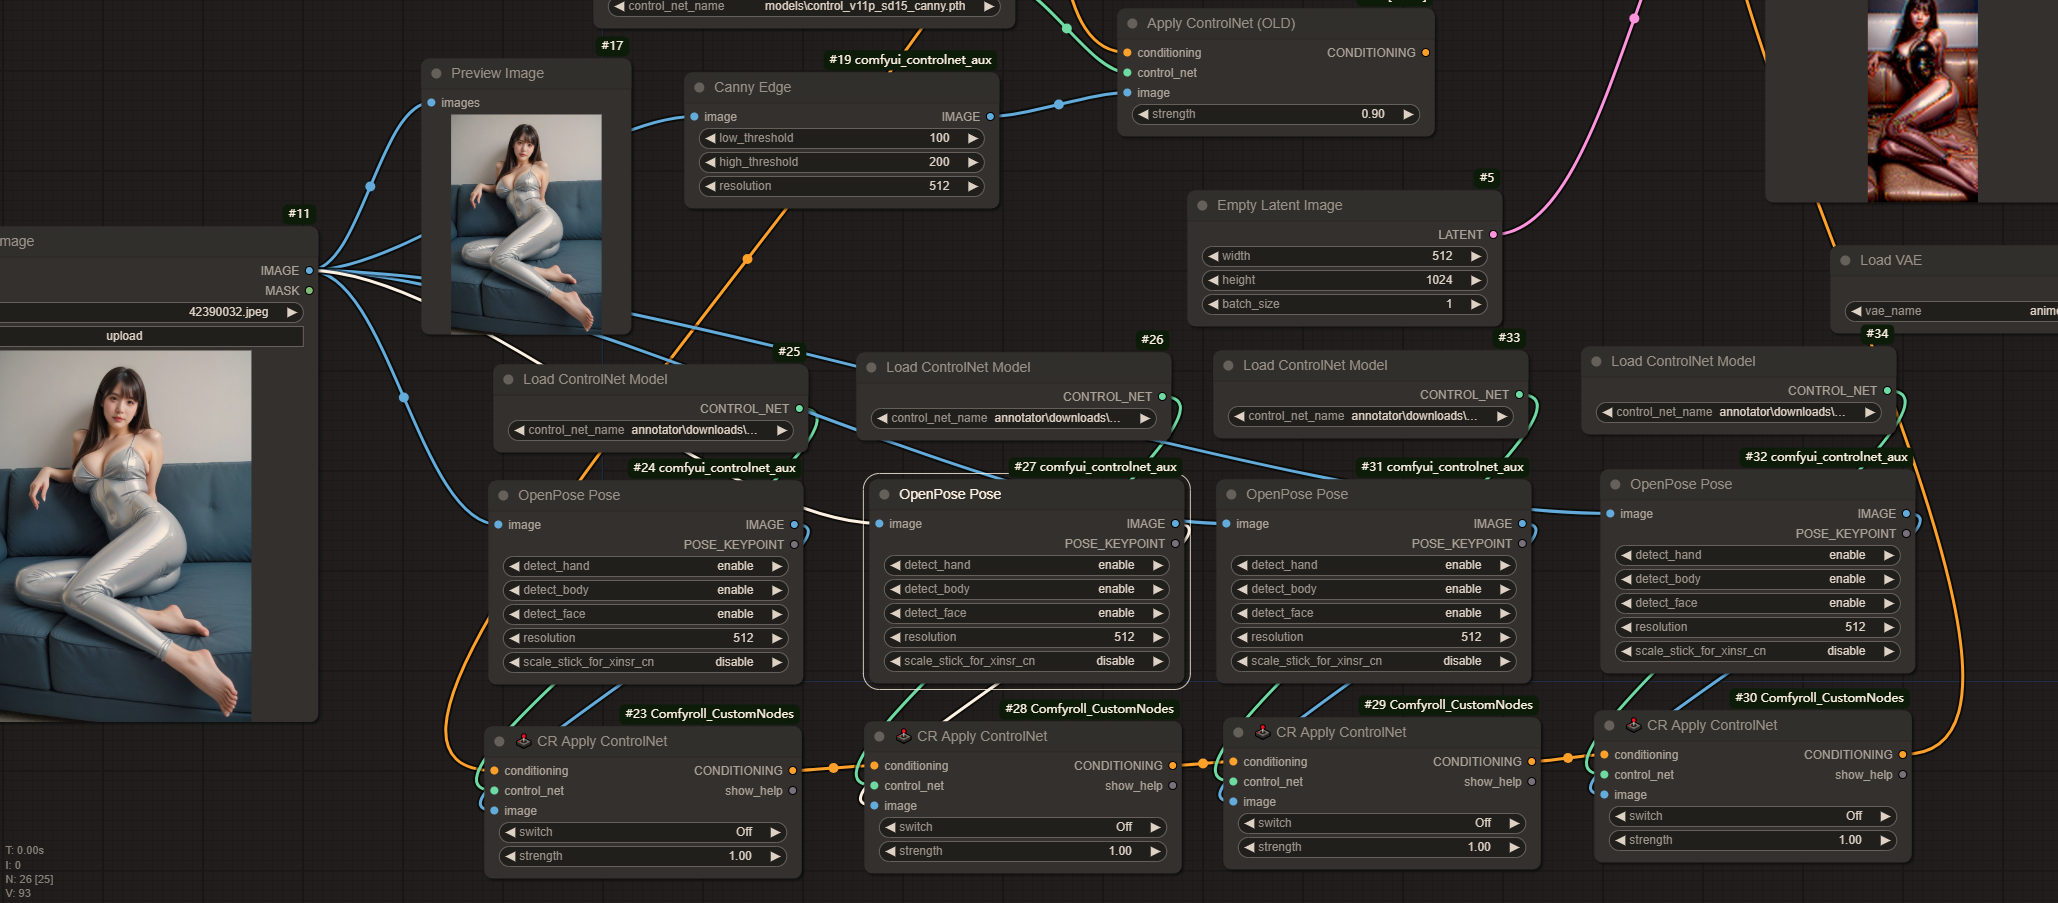 control_net_name models\control_v11p_sd15_canny.pth
Apply ControlNet (OLD)
conditioning CONDITIONING
control_net
image
strength 0.90
#17
Preview Image
images
#19 comfyui_controlnet_aux
Canny Edge
image IMAGE
low_threshold 100
high_threshold 200
resolution 512
#5
Empty Latent Image
LATENT
width 512
height 1024
batch_size 1
#11
mage
IMAGE
MASK
42390032.jpeg
upload
Load VAE
vae_name anime
#25
Load ControlNet Model
CONTROL_NET
control_net_name annotator\downloads\...
#26
Load ControlNet Model
CONTROL_NET
control_net_name annotator\downloads\...
#33
Load ControlNet Model
CONTROL_NET
control_net_name annotator\downloads\...
#34
Load ControlNet Model
CONTROL_NET
control_net_name annotator\downloads\...
#24 comfyui_controlnet_aux
OpenPose Pose
image IMAGE
POSE_KEYPOINT
detect_hand enable
detect_body enable
detect_face enable
resolution 512
scale_stick_for_xinsr_cn disable
#27 comfyui_controlnet_aux
OpenPose Pose
image IMAGE
POSE_KEYPOINT
detect_hand enable
detect_body enable
detect_face enable
resolution 512
scale_stick_for_xinsr_cn disable
#31 comfyui_controlnet_aux
OpenPose Pose
image IMAGE
POSE_KEYPOINT
detect_hand enable
detect_body enable
detect_face enable
resolution 512
scale_stick_for_xinsr_cn disable
#32 comfyui_controlnet_aux
OpenPose Pose
image IMAGE
POSE_KEYPOINT
detect_hand enable
detect_body enable
detect_face enable
resolution 512
scale_stick_for_xinsr_cn disable
#23 Comfyroll_CustomNodes
CR Apply ControlNet
conditioning CONDITIONING
control_net show_help
image
switch Off
strength 1.00
#28 Comfyroll_CustomNodes
CR Apply ControlNet
conditioning CONDITIONING
control_net show_help
image
switch Off
strength 1.00
#29 Comfyroll_CustomNodes
CR Apply ControlNet
conditioning CONDITIONING
control_net show_help
image
switch Off
strength 1.00
#30 Comfyroll_CustomNodes
CR Apply ControlNet
conditioning CONDITIONING
control_net show_help
image
switch Off
strength 1.00
T: 0.00s
I: 0
N: 26 [25]
V: 93